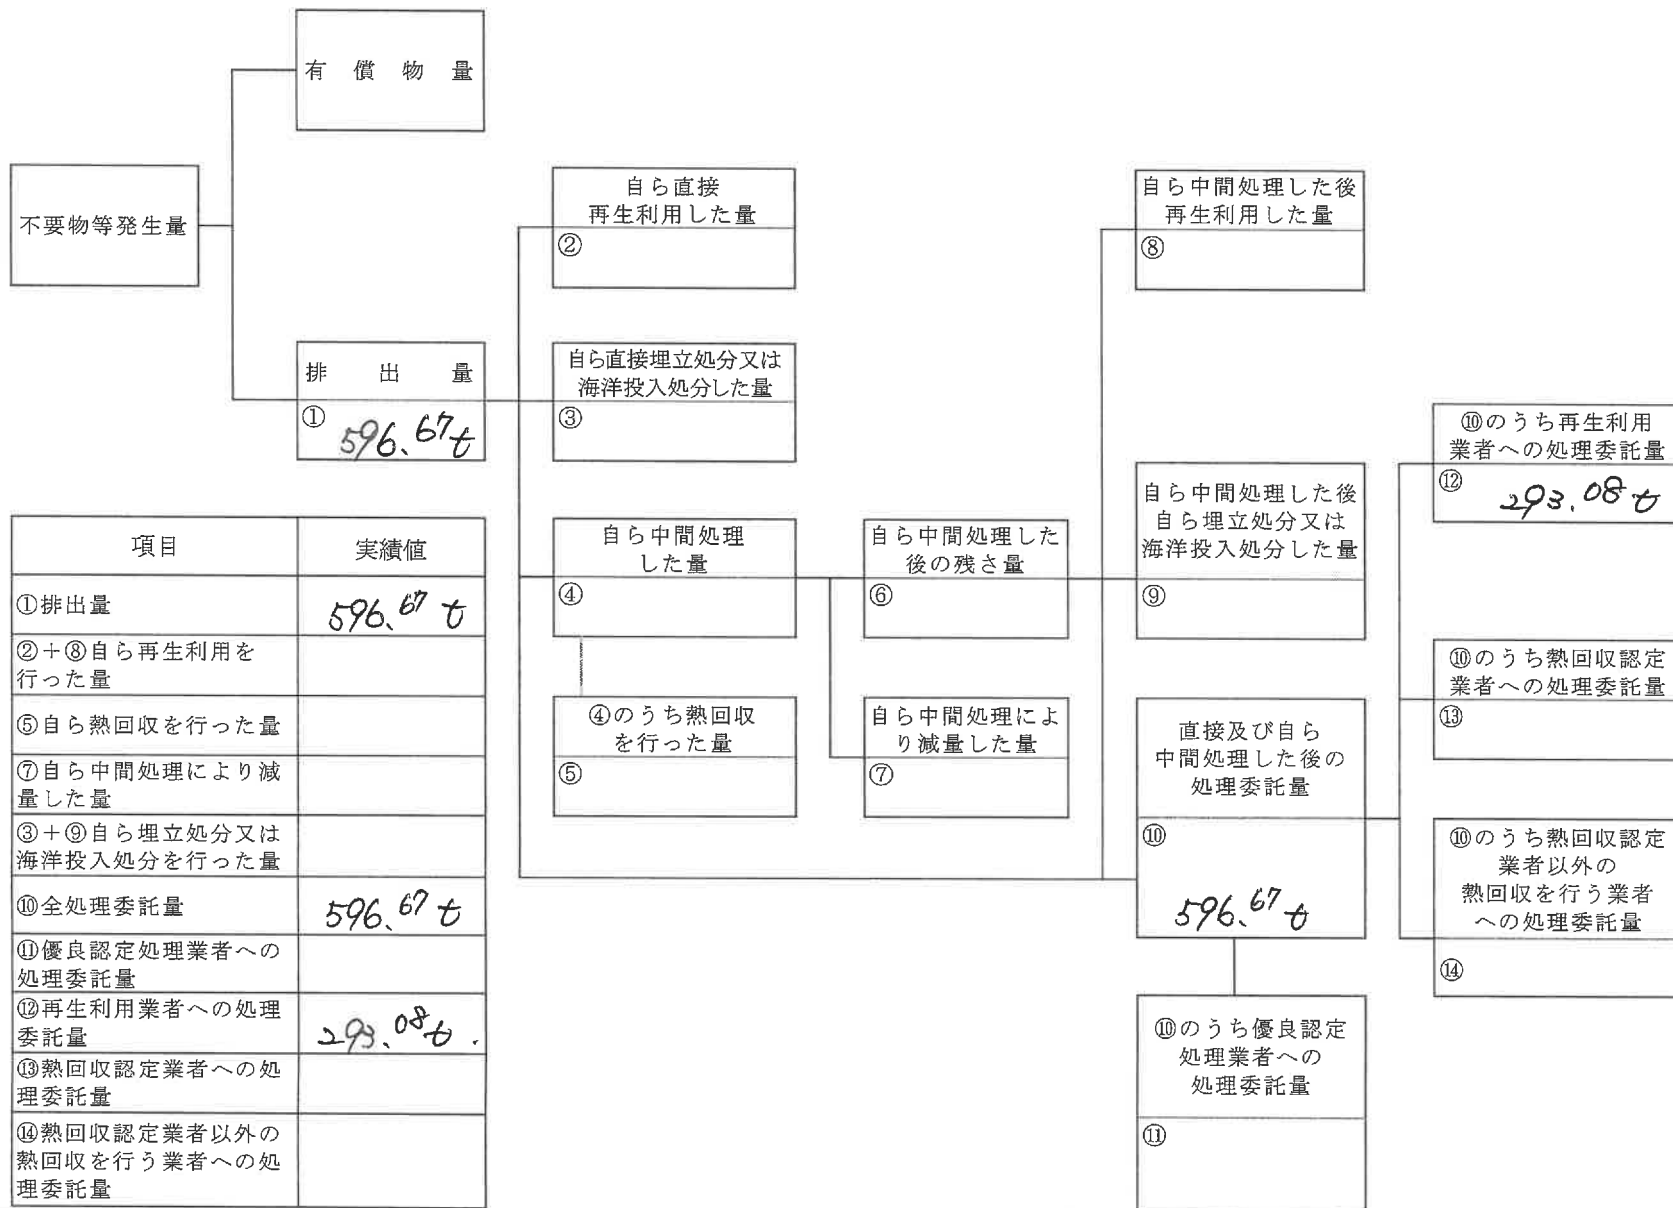 有償物量
不要物等発生量
排出量
①
596.67t
自ら直接
再生利用した量
②
自ら直接埋立処分又は
海洋投入処分した量
③
自ら中間処理
した量
④
④のうち熱回収
を行った量
⑤
自ら中間処理した
後の残さ量
⑥
自ら中間処理によ
り減量した量
⑦
自ら中間処理した後
再生利用した量
⑧
自ら中間処理した後
自ら埋立処分又は
海洋投入処分した量
⑨
直接及び自ら
中間処理した後の
処理委託量
⑩
596.67t
⑩のうち優良認定
処理業者への
処理委託量
⑪
⑩のうち再生利用
業者への処理委託量
⑫
293.08t
⑩のうち熱回収認定
業者への処理委託量
⑬
⑩のうち熱回収認定
業者以外の
熱回収を行う業者
への処理委託量
⑭
項目 実績値
①排出量 596.67t
②+⑧自ら再生利用を
行った量
⑤自ら熱回収を行った量
⑦自ら中間処理により減
量した量
③+⑨自ら埋立処分又は
海洋投入処分を行った量
⑩全処理委託量 596.67t
⑪優良認定処理業者への
処理委託量
⑫再生利用業者への処理
委託量 293.08t.
⑬熱回収認定業者への処
理委託量
⑭熱回収認定業者以外の
熱回収を行う業者への処
理委託量